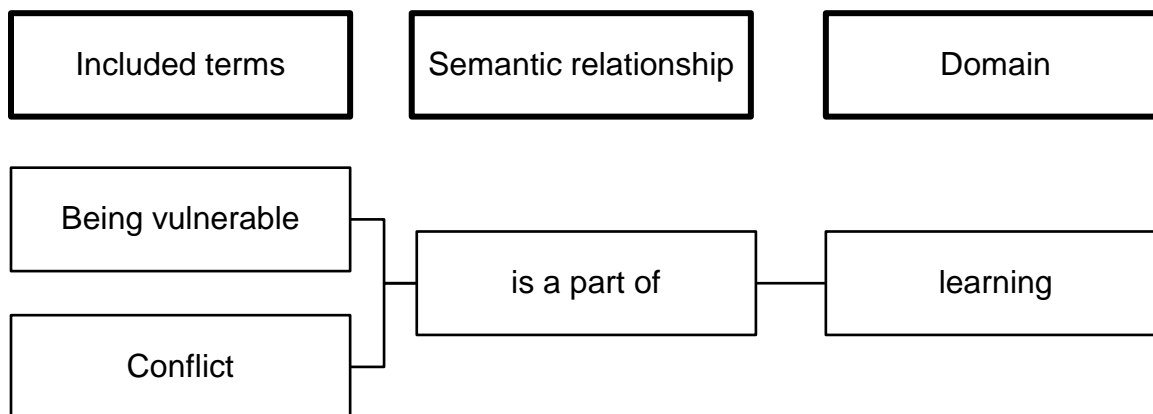 Included terms
Semantic relationship
Domain
Being vulnerable
is a part of
learning
Conflict